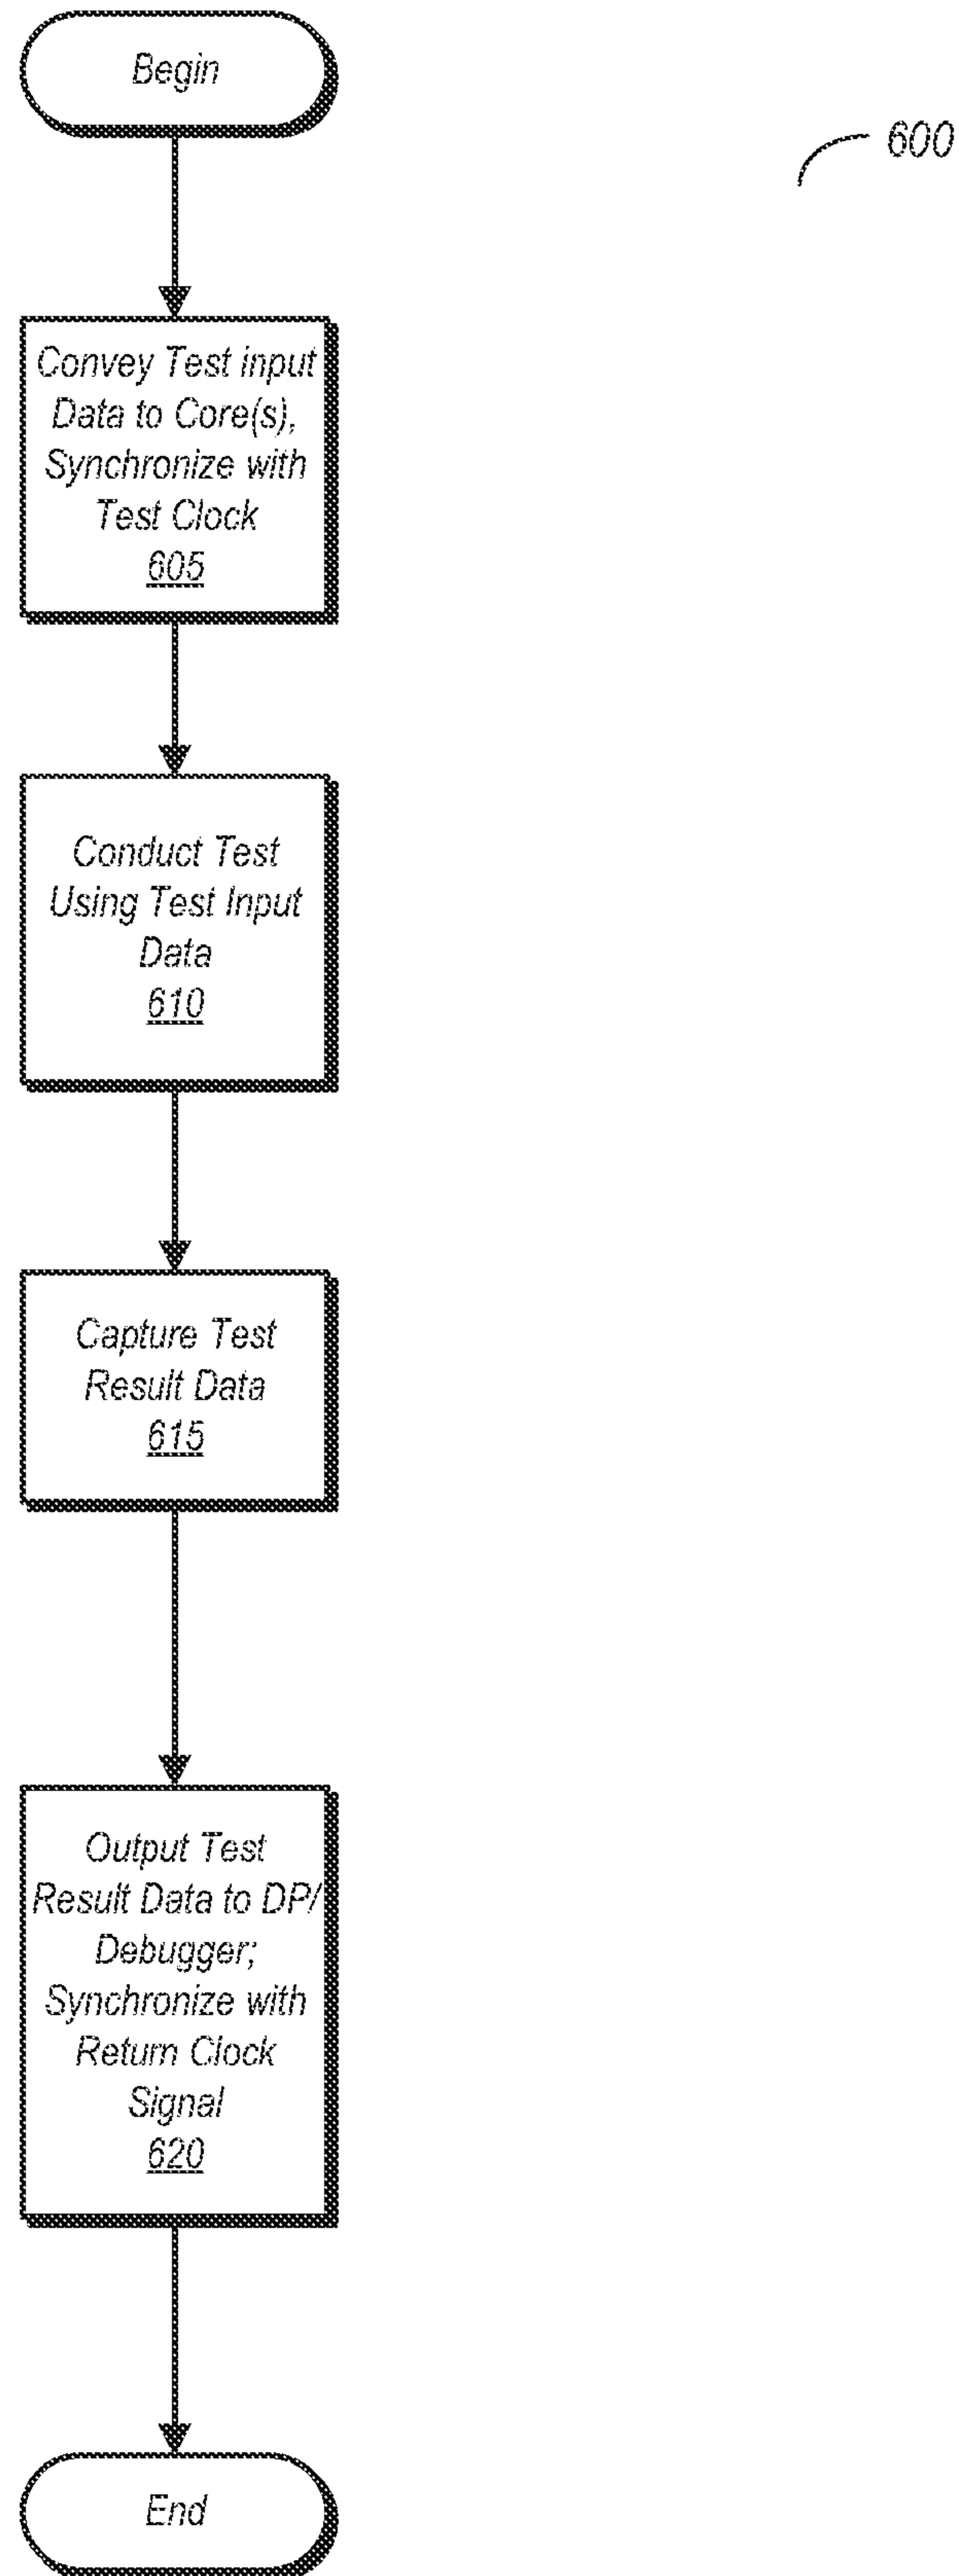 Begin
600
Convey Test input
Data to Core(s),
Synchronize with
Test Clock
605
Conduct Test
Using Test Input
Data
610
Capture Test
Result Data
615
Output Test
Result Data to DP/
Debugger;
Synchronize with
Return Clock
Signal
620
End